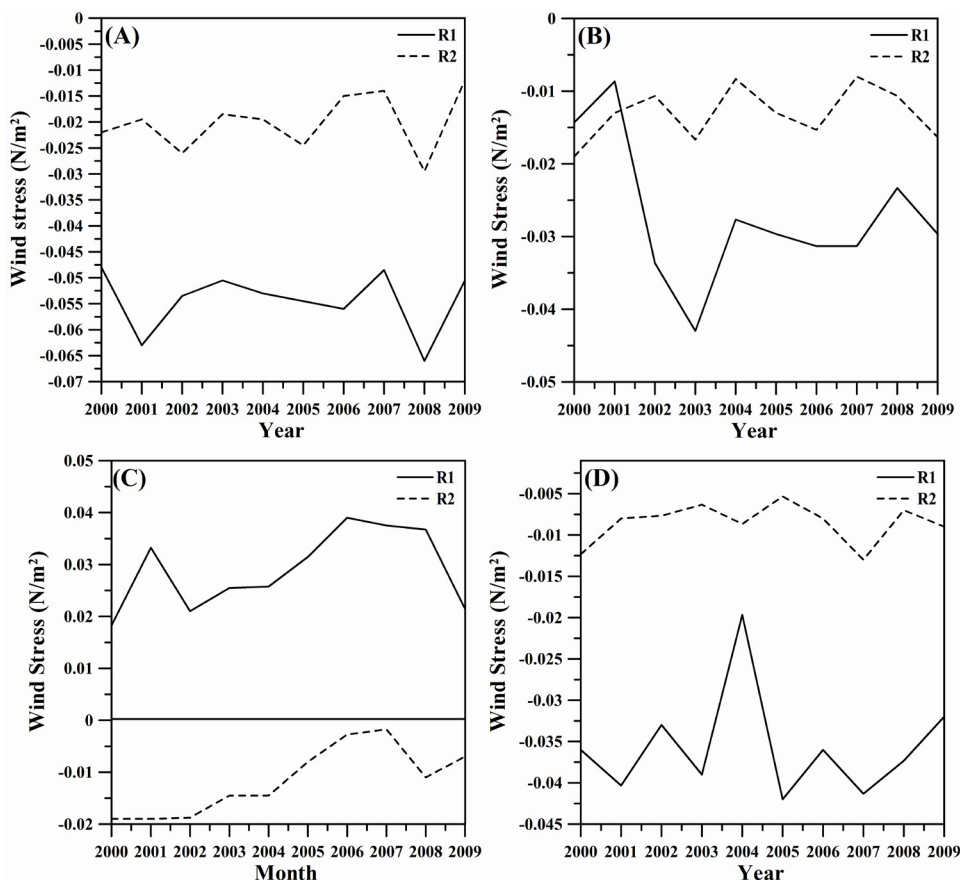 (A)
R1
R2
0
-0.005
-0.01
-0.015
-0.02
-0.025
-0.03
-0.035
-0.04
-0.045
-0.05
-0.055
-0.06
-0.065
-0.07
Wind stress (N/m²)
2000 2001 2002 2003 2004 2005 2006 2007 2008 2009
Year
(B)
R1
R2
0
-0.01
-0.02
-0.03
-0.04
-0.05
Wind Stress (N/m²)
2000 2001 2002 2003 2004 2005 2006 2007 2008 2009
Year
(C)
R1
R2
0.05
0.04
0.03
0.02
0.01
0
-0.01
-0.02
Wind Stress (N/m²)
2000 2001 2002 2003 2004 2005 2006 2007 2008 2009
Month
(D)
R1
R2
-0.005
-0.01
-0.015
-0.02
-0.025
-0.03
-0.035
-0.04
-0.045
Wind Stress (N/m²)
2000 2001 2002 2003 2004 2005 2006 2007 2008 2009
Year